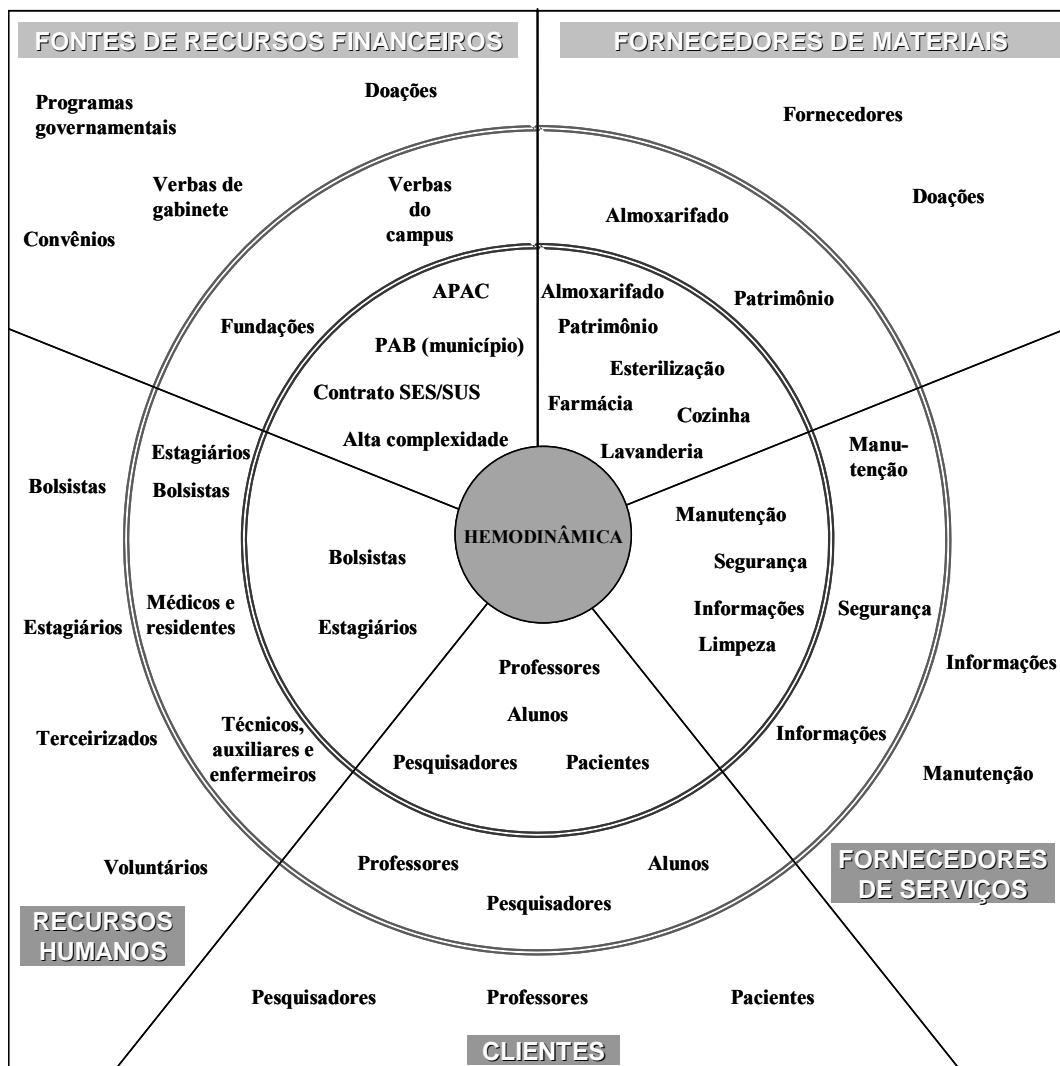 FONTES DE RECURSOS FINANCEIROS
Programas
governamentais
Doações
Verbas de
gabinete
Convênios
Verbas
do
campus
Fundações
APAC
PAB (município)
Contrato SES/SUS
Alta complexidade
FORNECEDORES DE MATERIAIS
Fornecedores
Doações
Almoxarifado
Patrimônio
Almoxarifado
Patrimônio
Esterilização
Farmácia
Cozinha
Lavanderia
HEMODINÂMICA
Estagiários
Bolsistas
Bolsistas
Bolsistas
Médicos e
residentes
Estagiários
Estagiários
Terceirizados
Técnicos,
auxiliares e
enfermeiros
Voluntários
RECURSOS
HUMANOS
Manu-
tenção
Manutenção
Segurança
Informações
Limpeza
Segurança
Informações
Informações
Manutenção
FORNECEDORES
DE SERVIÇOS
Professores
Alunos
Pesquisadores
Pacientes
Professores
Alunos
Pesquisadores
Pesquisadores
Professores
Pacientes
CLIENTES